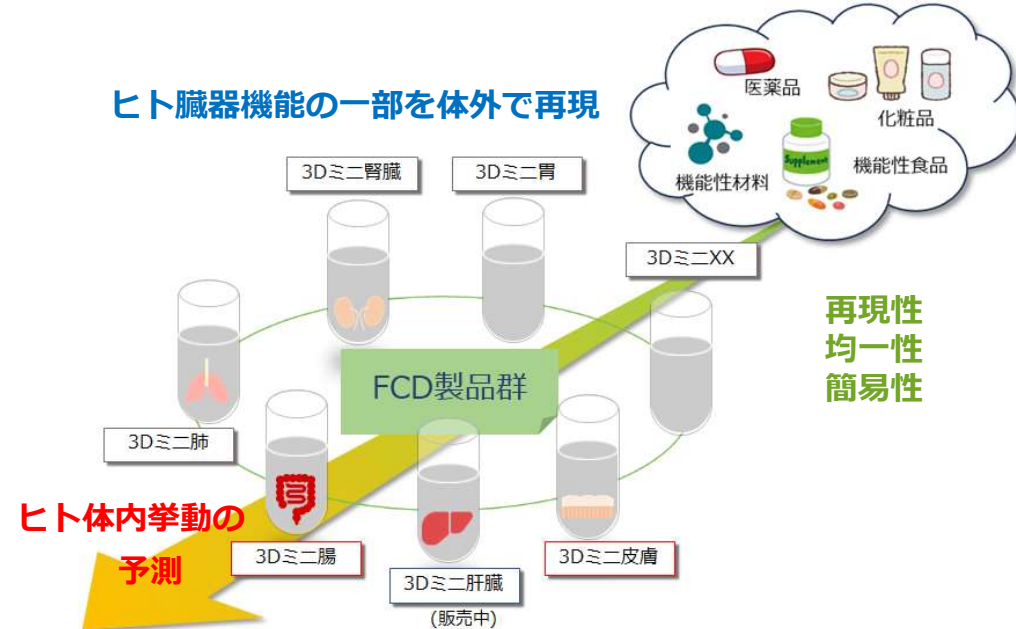 ヒト臓器機能の一部を体外で再現
医薬品
化粧品
機能性材料
Supplement
機能性食品
3Dミニ腎臓
3Dミニ胃
3DミニXX
再現性
均一性
簡易性
FCD製品群
3Dミニ肺
ヒト体内挙動の
予測
3Dミニ腸
3Dミニ肝臓
(販売中)
3Dミニ皮膚